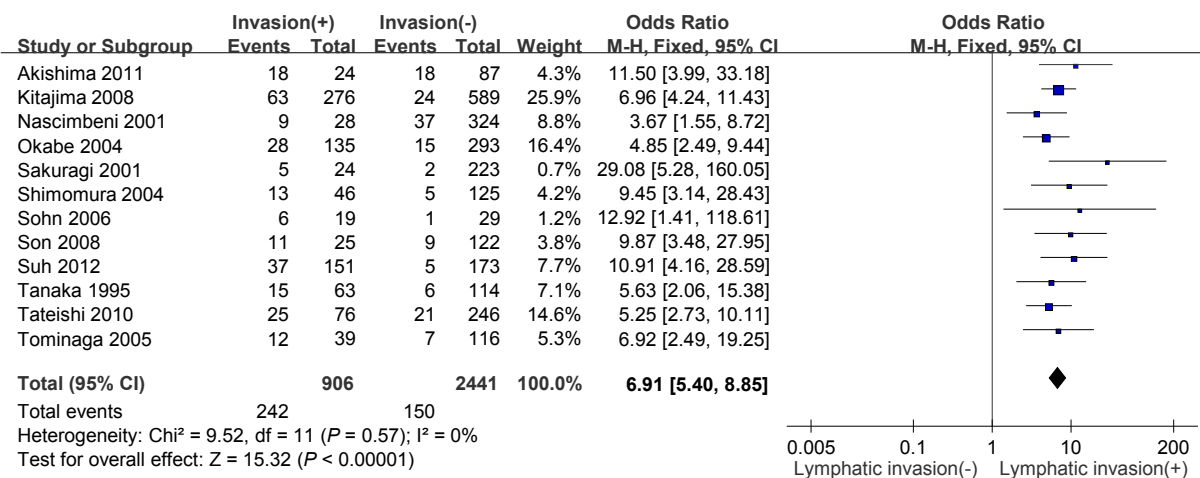 Invasion(+) Invasion(-) Odds Ratio Odds Ratio
Study or Subgroup Events Total Events Total Weight M-H, Fixed, 95% CI M-H, Fixed, 95% CI
Akishima 2011 18 24 18 87 4.3% 11.50 [3.99, 33.18]
Kitajima 2008 63 276 24 589 25.9% 6.96 [4.24, 11.43]
Nascimbeni 2001 9 28 37 324 8.8% 3.67 [1.55, 8.72]
Okabe 2004 28 135 15 293 16.4% 4.85 [2.49, 9.44]
Sakuragi 2001 5 24 2 223 0.7% 29.08 [5.28, 160.05]
Shimomura 2004 13 46 5 125 4.2% 9.45 [3.14, 28.43]
Sohn 2006 6 19 1 29 1.2% 12.92 [1.41, 118.61]
Son 2008 11 25 9 122 3.8% 9.87 [3.48, 27.95]
Suh 2012 37 151 5 173 7.7% 10.91 [4.16, 28.59]
Tanaka 1995 15 63 6 114 7.1% 5.63 [2.06, 15.38]
Tateishi 2010 25 76 21 246 14.6% 5.25 [2.73, 10.11]
Tominaga 2005 12 39 7 116 5.3% 6.92 [2.49, 19.25]
Total (95% CI) 906 2441 100.0% 6.91 [5.40, 8.85]
Total events 242 150
Heterogeneity: Chi² = 9.52, df = 11 (P = 0.57); I² = 0%
Test for overall effect: Z = 15.32 (P < 0.00001)
0.005 0.1 1 10 200
Lymphatic invasion(-) Lymphatic invasion(+)